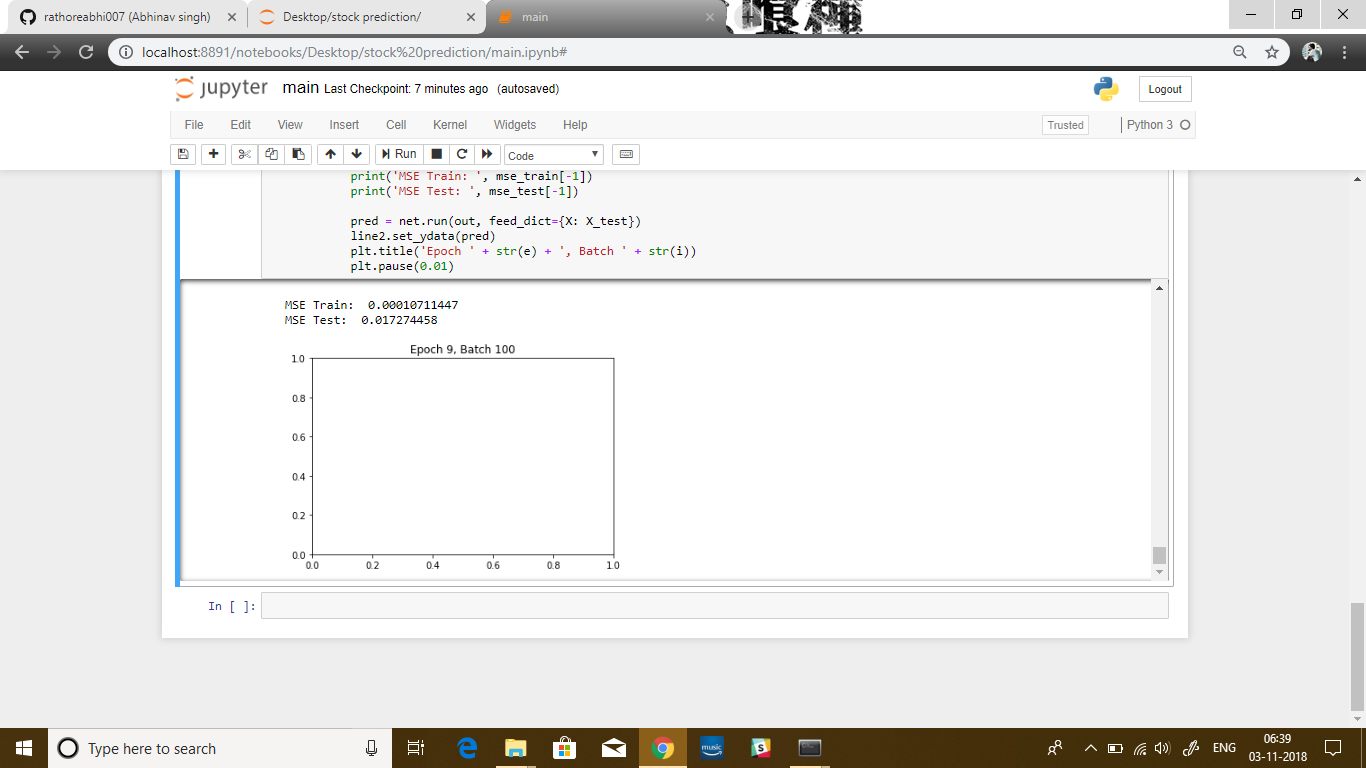 rathoreabhi007 (Abhinav singh)
Desktop/stock prediction/
main
localhost:8891/notebooks/Desktop/stock%20prediction/main.ipynb#
jupyter main Last Checkpoint: 7 minutes ago (autosaved)
Logout
File Edit View Insert Cell Kernel Widgets Help
Trusted
Python 3
Run
Code
print('MSE Train: ', mse_train[-1])
print('MSE Test: ', mse_test[-1])
pred = net.run(out, feed_dict={X: X_test})
line2.set_ydata(pred)
plt.title('Epoch ' + str(e) + ', Batch ' + str(i))
plt.pause(0.01)
MSE Train:  0.00010711447
MSE Test:  0.017274458
Epoch 9, Batch 100
1.0
0.8
0.6
0.4
0.2
0.0
0.0 0.2 0.4 0.6 0.8 1.0
In [ ]:
Type here to search
music
S
ENG
06:39
03-11-2018